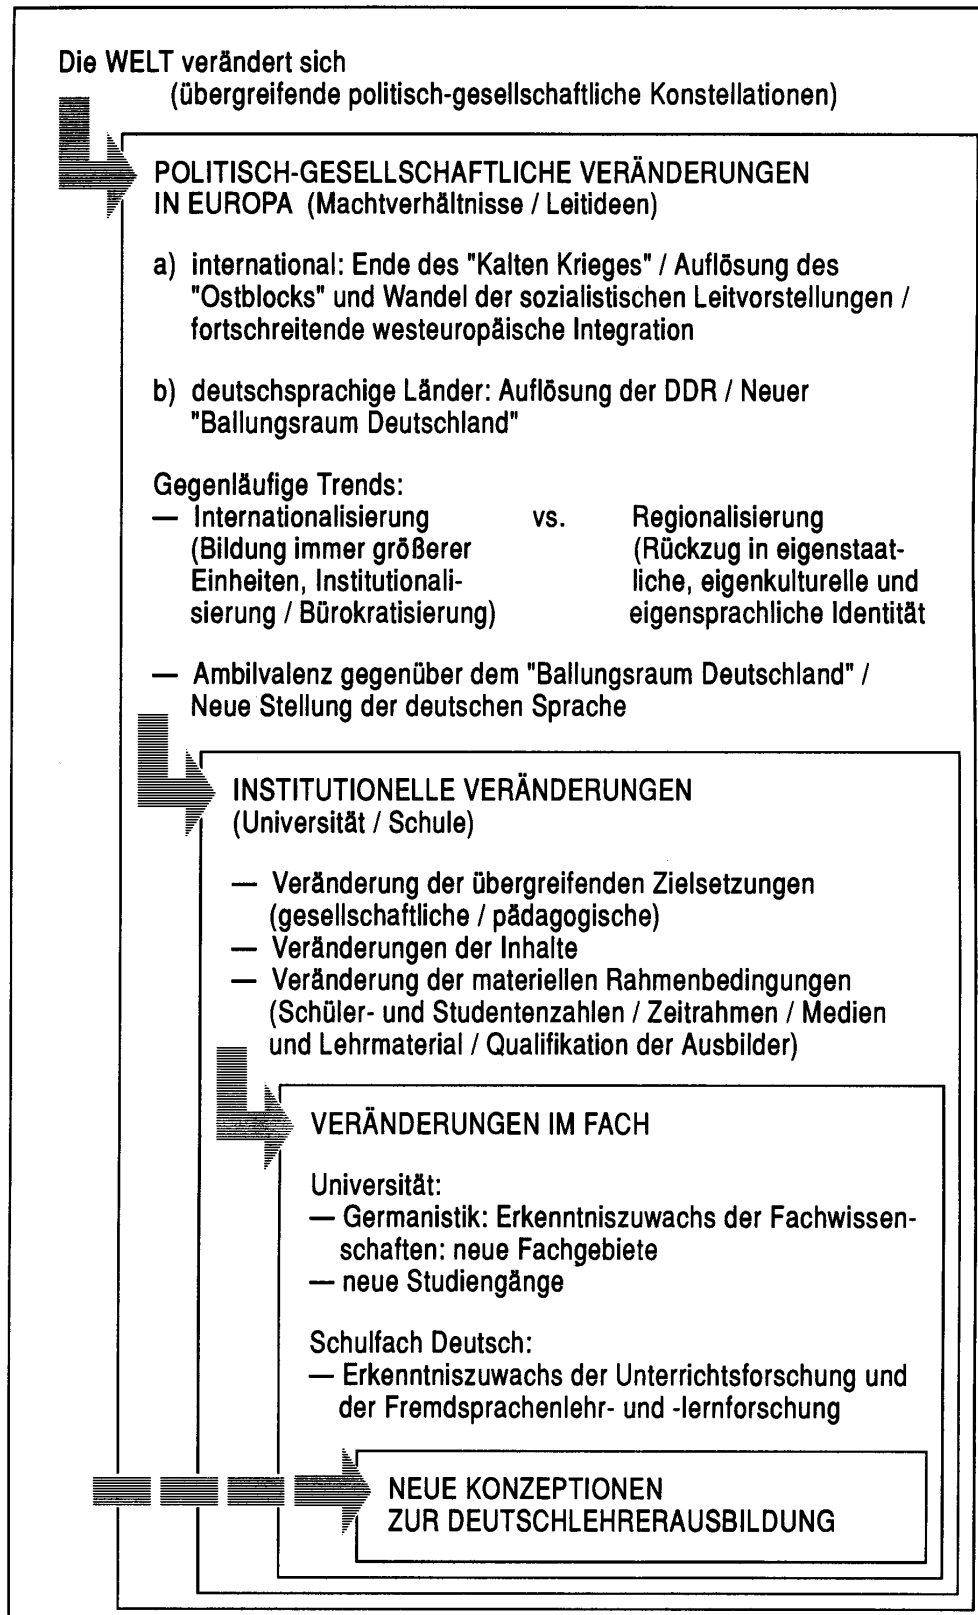 Die WELT verändert sich
(übergreifende politisch-gesellschaftliche Konstellationen)
POLITISCH-GESELLSCHAFTLICHE VERÄNDERUNGEN
IN EUROPA (Machtverhältnisse / Leitideen)
a) international: Ende des "Kalten Krieges" / Auflösung des
"Ostblocks" und Wandel der sozialistischen Leitvorstellungen /
fortschreitende westeuropäische Integration
b) deutschsprachige Länder: Auflösung der DDR / Neuer
"Ballungsraum Deutschland"
Gegenläufige Trends:
— Internationalisierung vs. Regionalisierung
(Bildung immer größerer (Rückzug in eigenstaat-
Einheiten, Institutionali- liche, eigenkulturelle und
sierung / Bürokratisierung) eigensprachliche Identität
— Ambilvalenz gegenüber dem "Ballungsraum Deutschland" /
Neue Stellung der deutschen Sprache
INSTITUTIONELLE VERÄNDERUNGEN
(Universität / Schule)
— Veränderung der übergreifenden Zielsetzungen
(gesellschaftliche / pädagogische)
— Veränderungen der Inhalte
— Veränderung der materiellen Rahmenbedingungen
(Schüler- und Studentenzahlen / Zeitrahmen / Medien
und Lehrmaterial / Qualifikation der Ausbilder)
VERÄNDERUNGEN IM FACH
Universität:
— Germanistik: Erkenntniszuwachs der Fachwissen-
schaften: neue Fachgebiete
— neue Studiengänge
Schulfach Deutsch:
— Erkenntniszuwachs der Unterrichtsforschung und
der Fremdsprachenlehr- und -lernforschung
NEUE KONZEPTIONEN
ZUR DEUTSCHLEHRERAUSBILDUNG